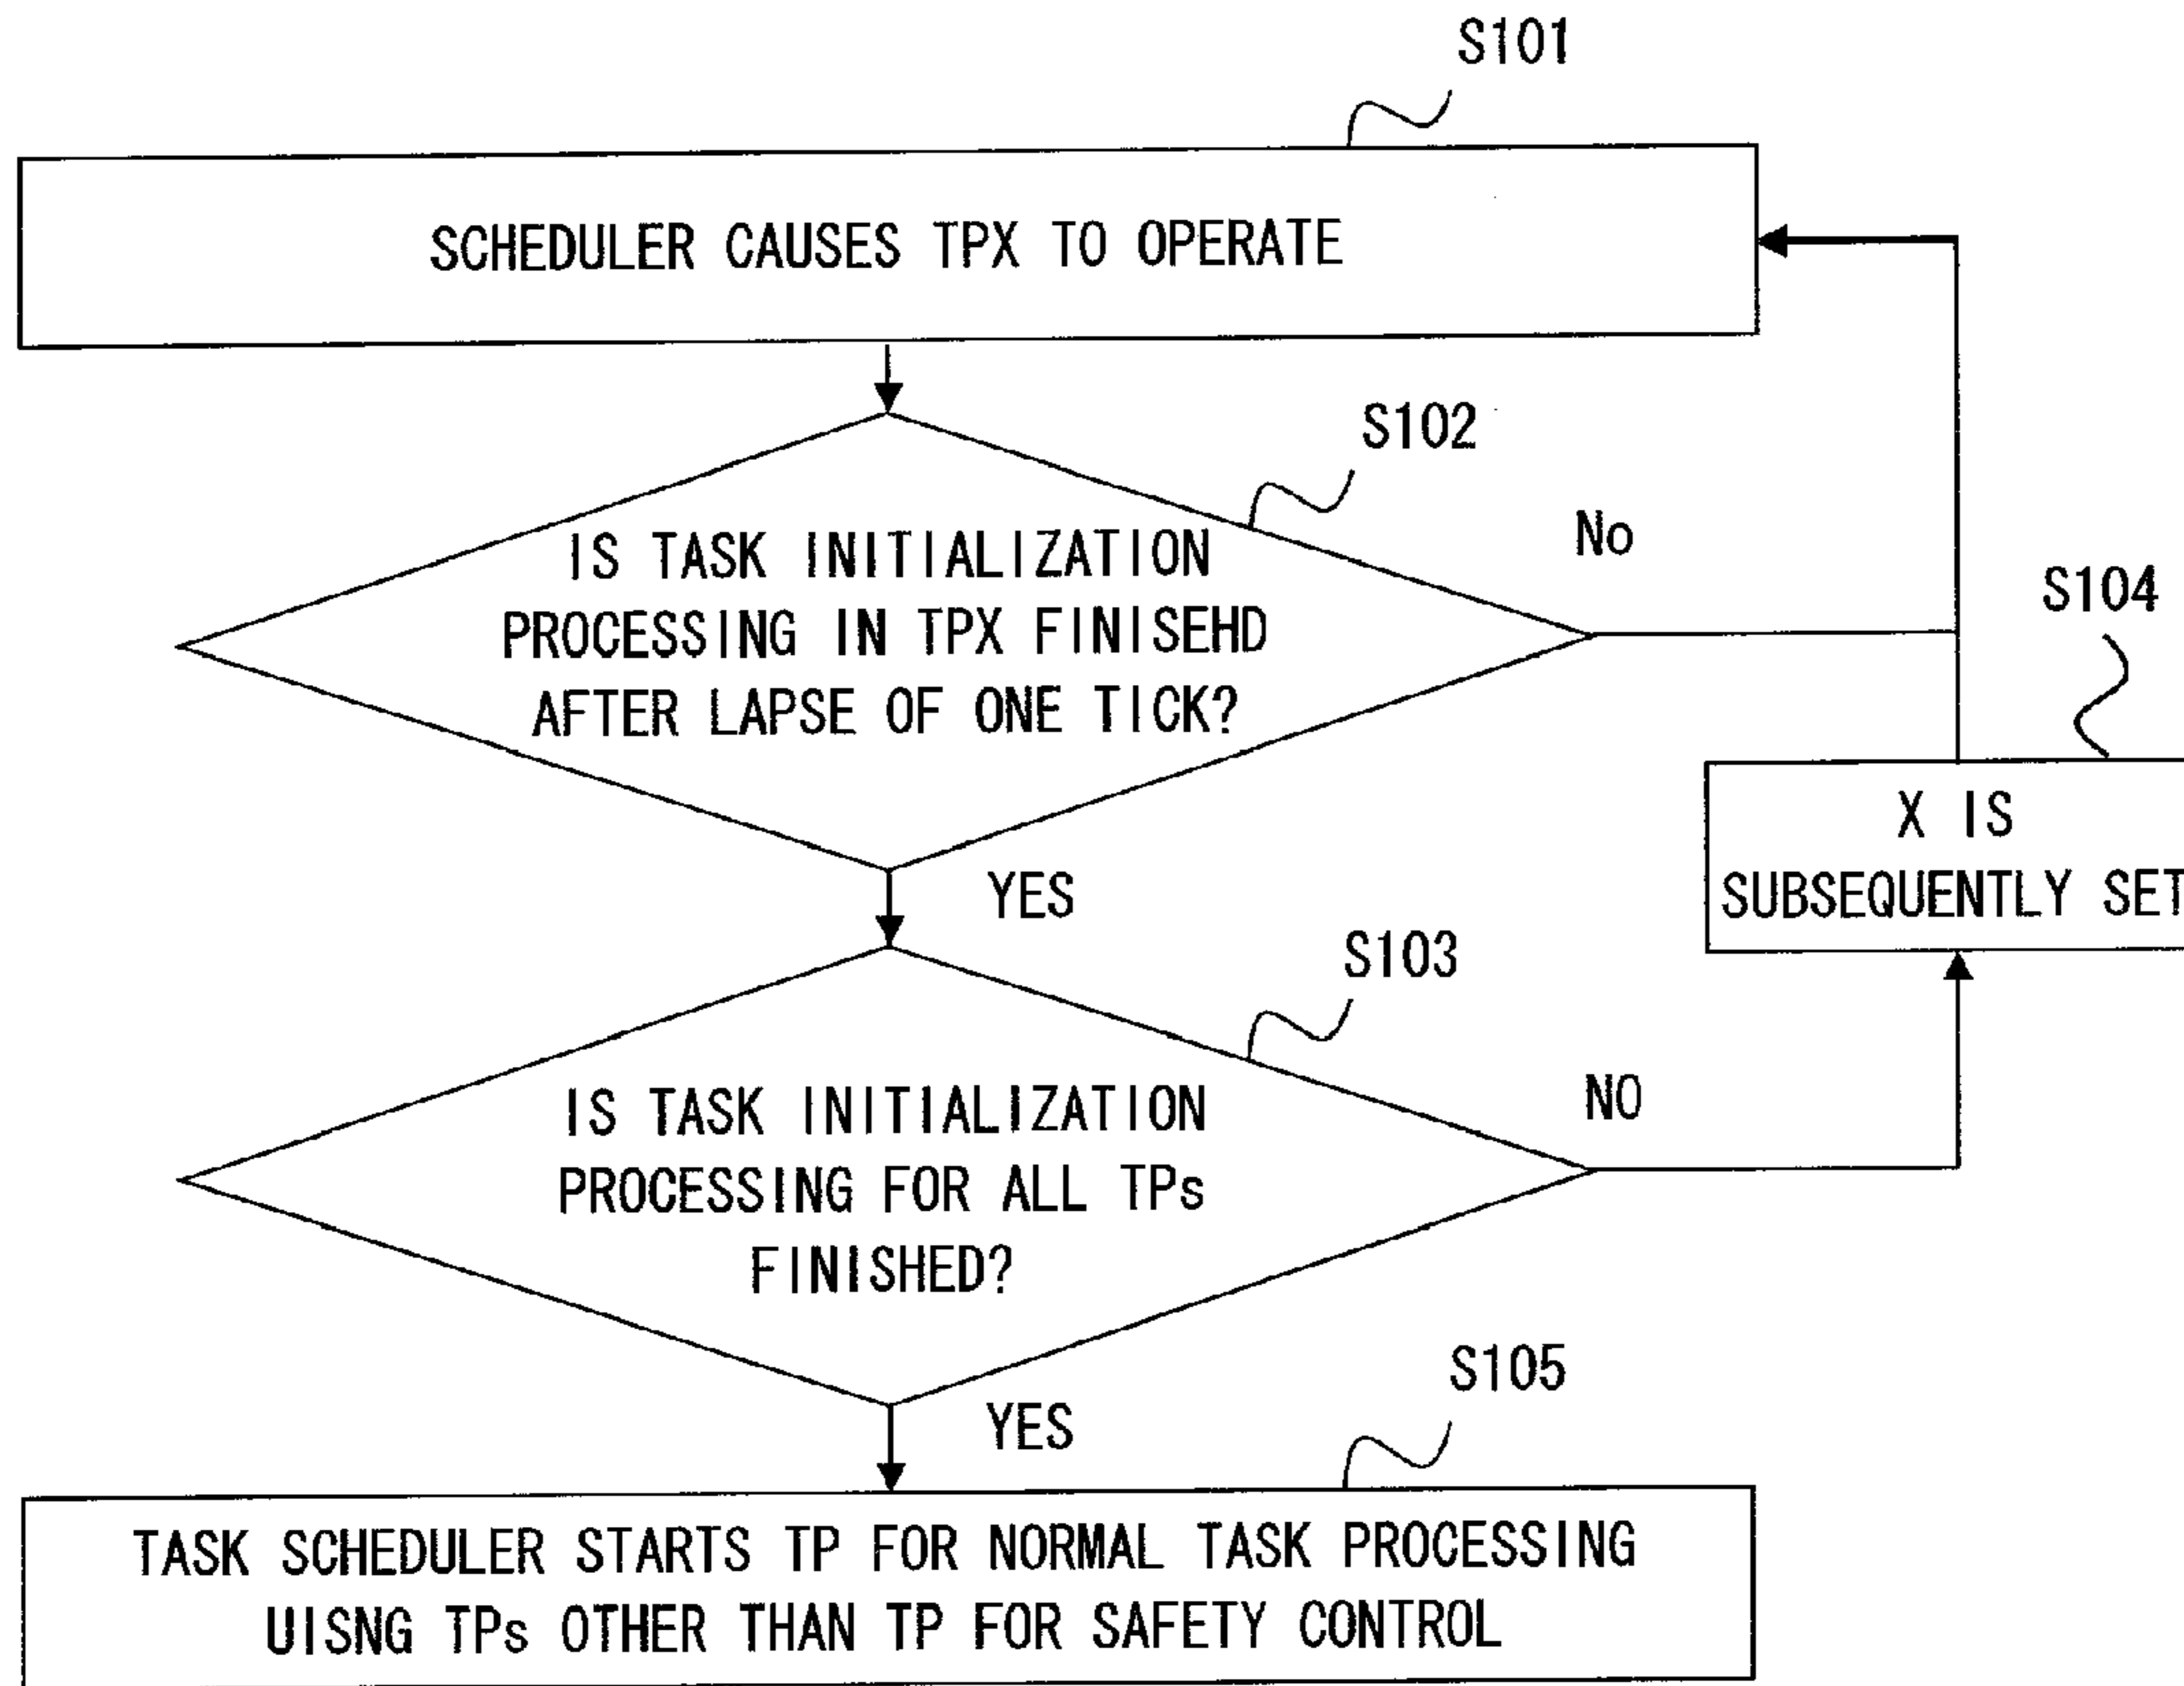 S101
SCHEDULER CAUSES TPX TO OPERATE
S102
IS TASK INITIALIZATION
PROCESSING IN TPX FINISEHD
AFTER LAPSE OF ONE TICK?
No
S104
X IS
SUBSEQUENTLY SET
YES
S103
IS TASK INITIALIZATION
PROCESSING FOR ALL TPs
FINISHED?
NO
YES
S105
TASK SCHEDULER STARTS TP FOR NORMAL TASK PROCESSING
UISNG TPs OTHER THAN TP FOR SAFETY CONTROL